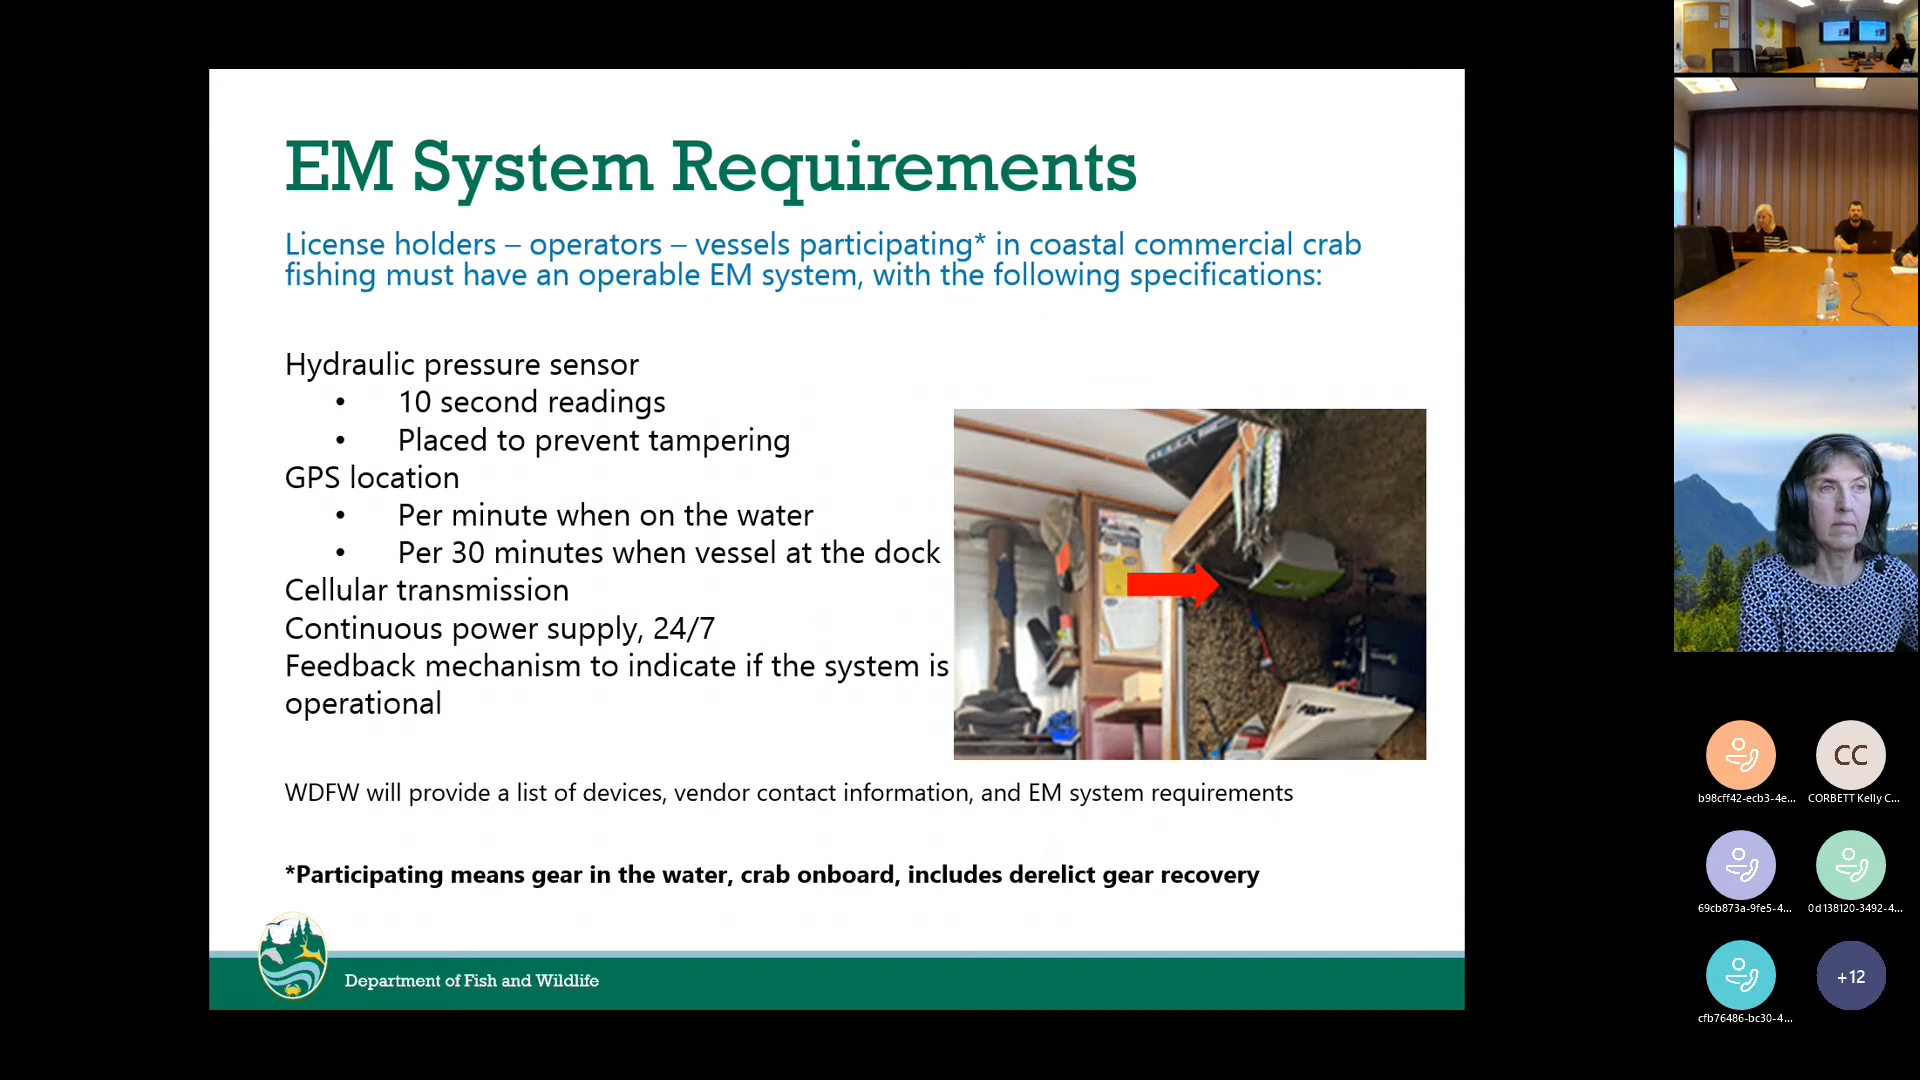 EM System Requirements
License holders – operators – vessels participating* in coastal commercial crab
fishing must have an operable EM system, with the following specifications:
Hydraulic pressure sensor
• 10 second readings
• Placed to prevent tampering
GPS location
• Per minute when on the water
• Per 30 minutes when vessel at the dock
Cellular transmission
Continuous power supply, 24/7
Feedback mechanism to indicate if the system is
operational
WDFW will provide a list of devices, vendor contact information, and EM system requirements
*Participating means gear in the water, crab onboard, includes derelict gear recovery
Department of Fish and Wildlife
CC
b98cff42-ecb3-4e...
CORBETT Kelly C...
69cb873a-9fe5-4...
0d138120-3492-4...
+12
cfb76486-bc30-4...